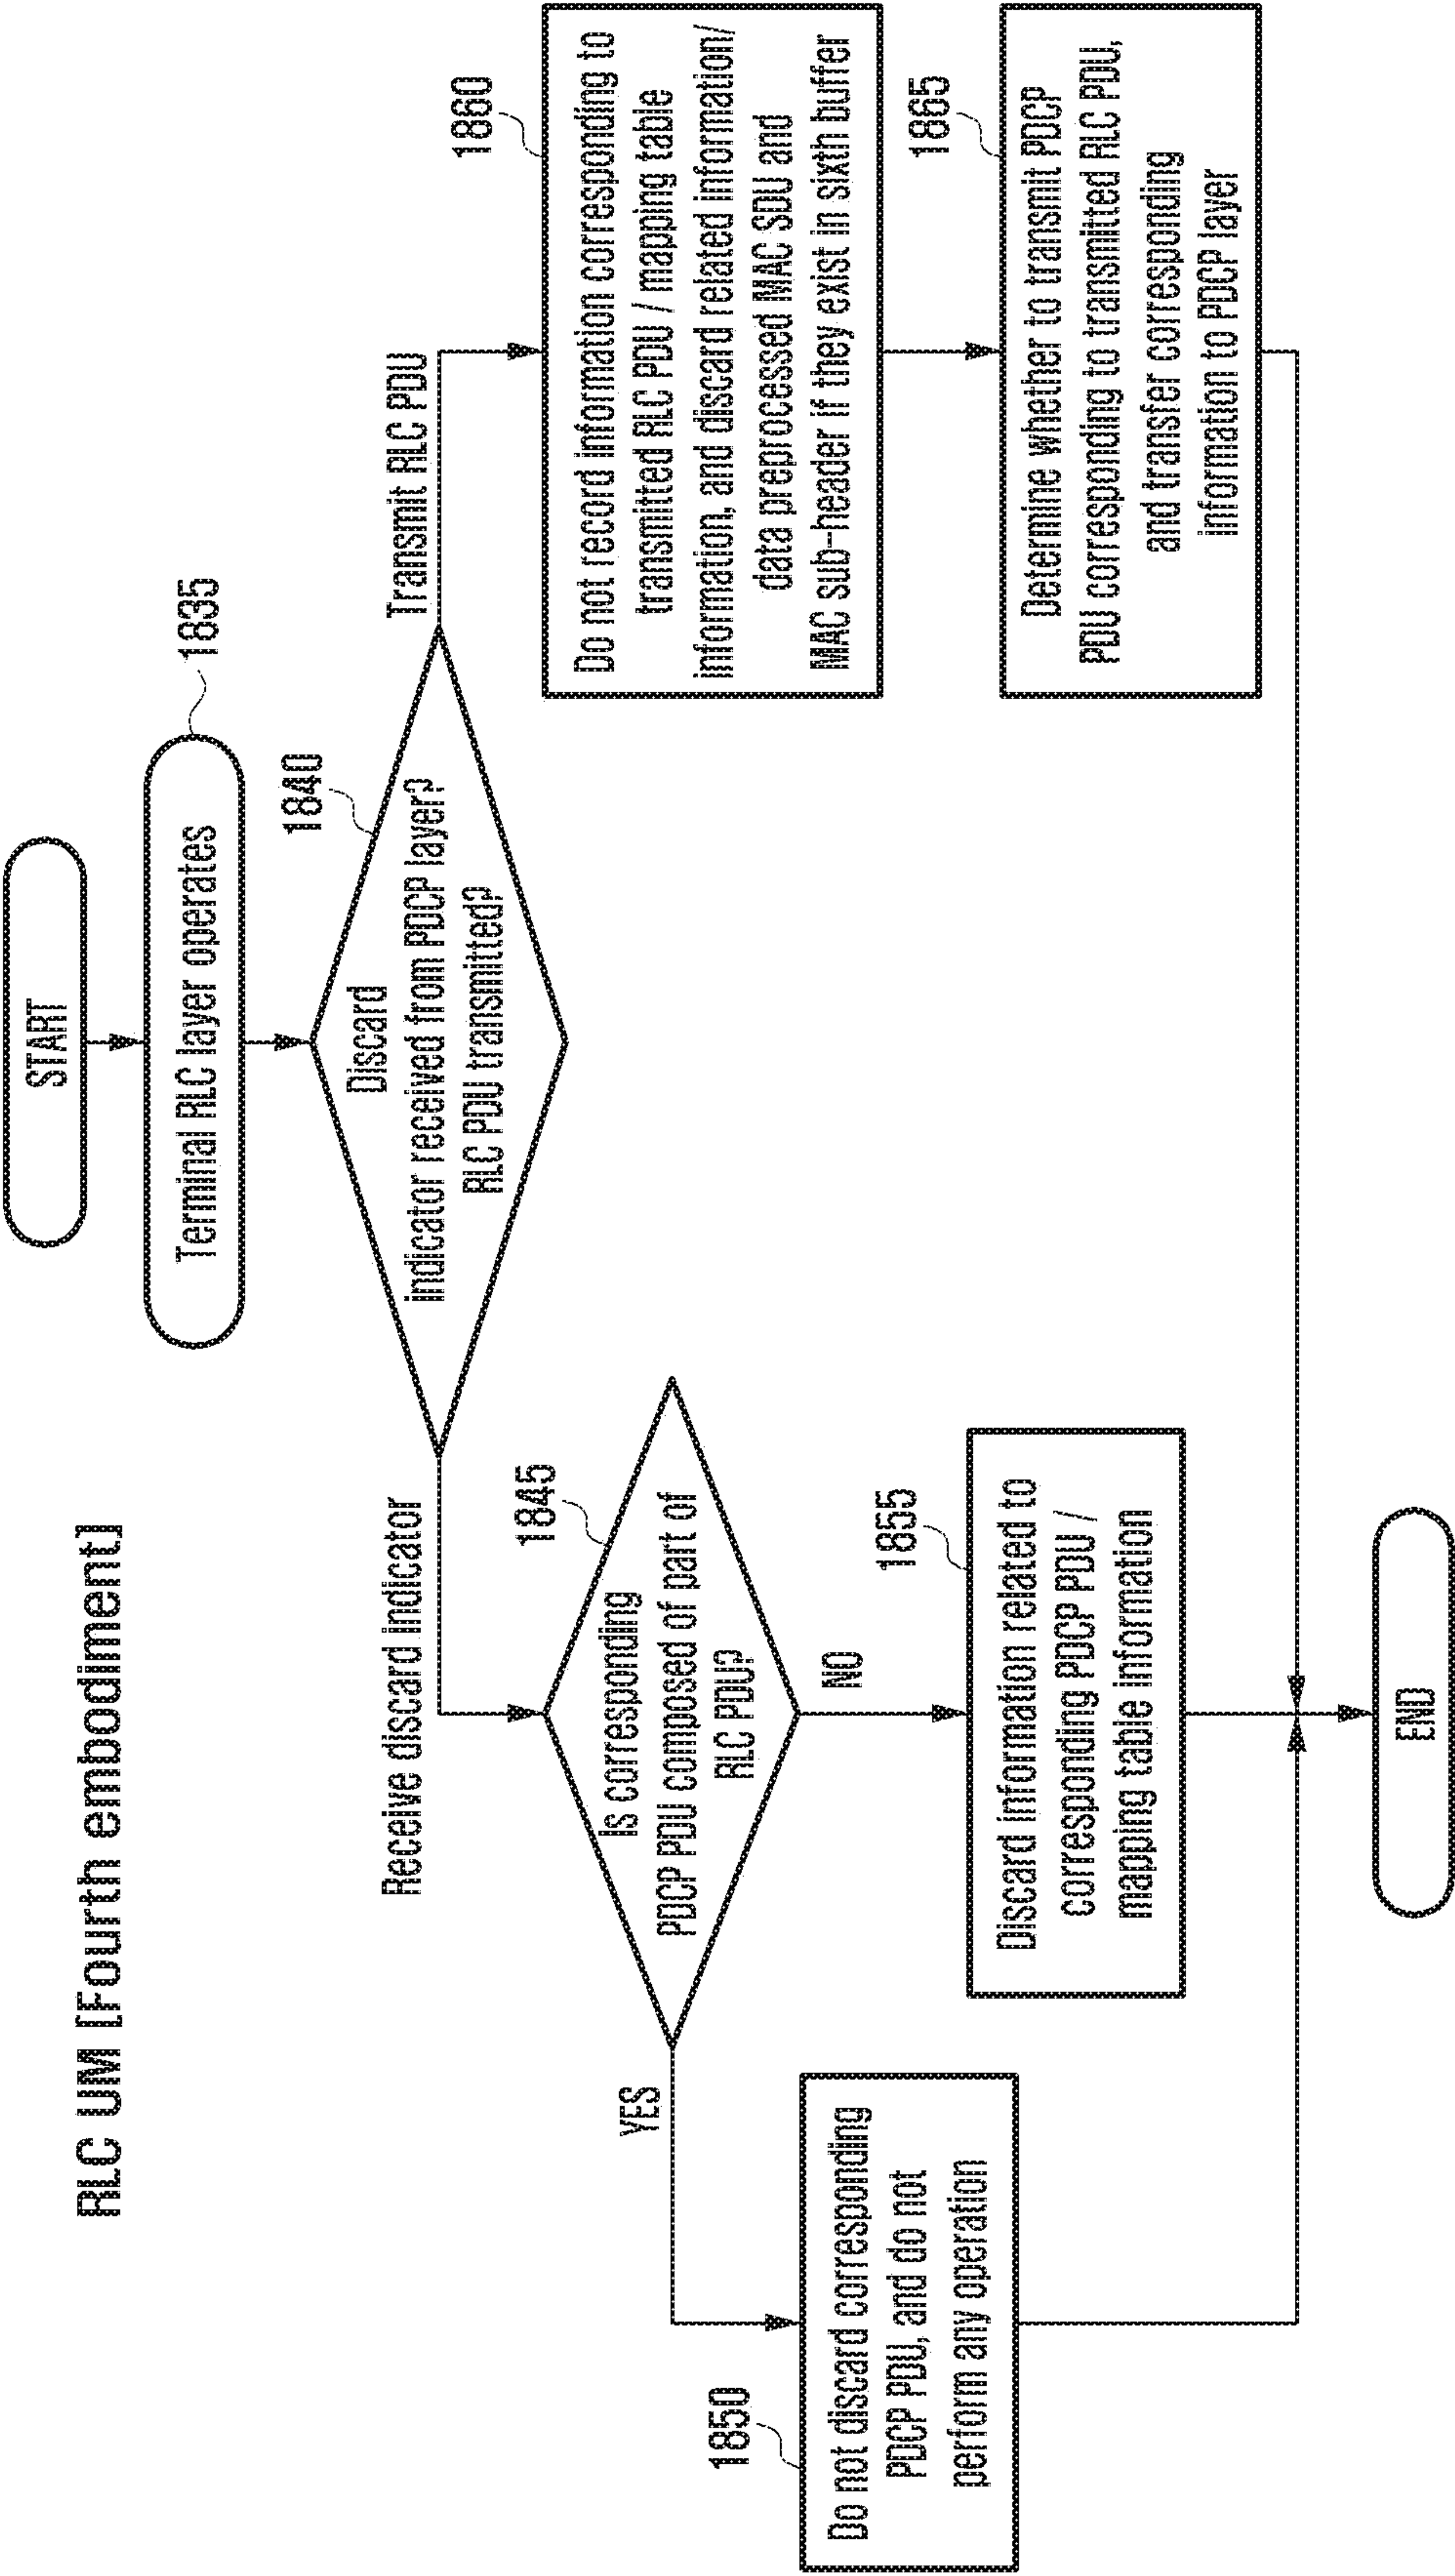 RLC UM [Fourth embodiment]
START
Terminal RLC layer operates
1835
Discard
indicator received from PDCP layer?
RLC PDU transmitted?
1840
Receive discard indicator
Transmit RLC PDU
Is corresponding
PDCP PDU composed of part of
RLC PDU?
1845
YES
NO
Do not discard corresponding
PDCP PDU, and do not
perform any operation
1850
Discard information related to
corresponding PDCP PDU /
mapping table information
1855
Do not record information corresponding to
transmitted RLC PDU / mapping table
information, and discard related information/
data preprocessed MAC SDU and
MAC sub-header if they exist in sixth buffer
1860
Determine whether to transmit PDCP
PDU corresponding to transmitted RLC PDU,
and transfer corresponding
information to PDCP layer
1865
END